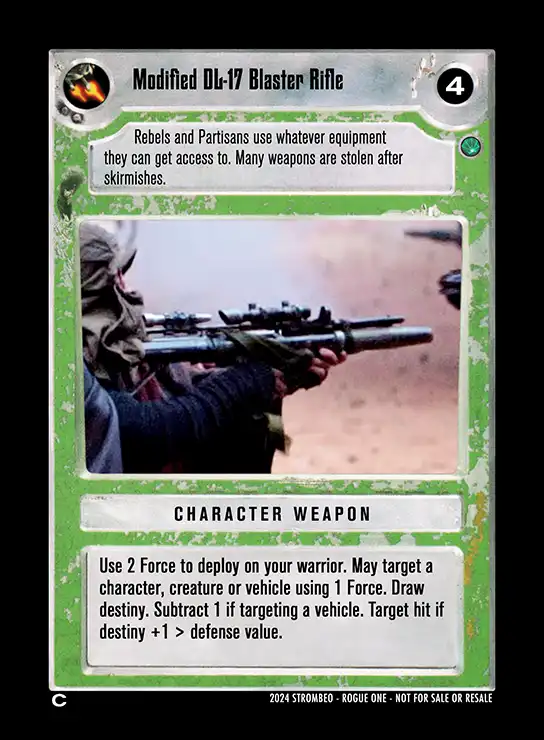 Modified DL-17 Blaster Rifle
4
Rebels and Partisans use whatever equipment
they can get access to. Many weapons are stolen after
skirmishes.
CHARACTER WEAPON
Use 2 Force to deploy on your warrior. May target a
character, creature or vehicle using 1 Force. Draw
destiny. Subtract 1 if targeting a vehicle. Target hit if
destiny +1 > defense value.
C
2024 STROMBEO - ROGUE ONE - NOT FOR SALE OR RESALE